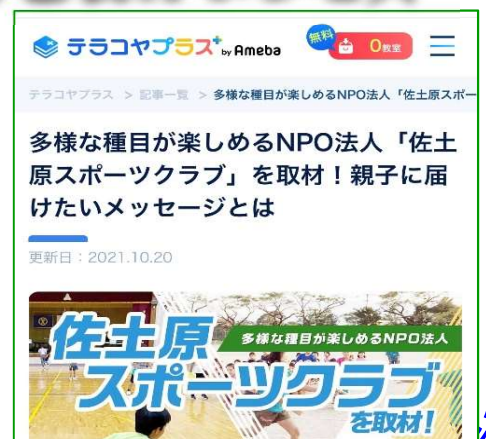 テラコヤプラス by Ameba
無料
0教室
テラコヤプラス > 記事一覧 > 多様な種目が楽しめるNPO法人「佐土原スポー
多様な種目が楽しめるNPO法人「佐土
原スポーツクラブ」を取材!親子に届
けたいメッセージとは
更新日:2021.10.20
多様な種目が楽しめるNPO法人
佐土原
スポーツクラブ
を取材!